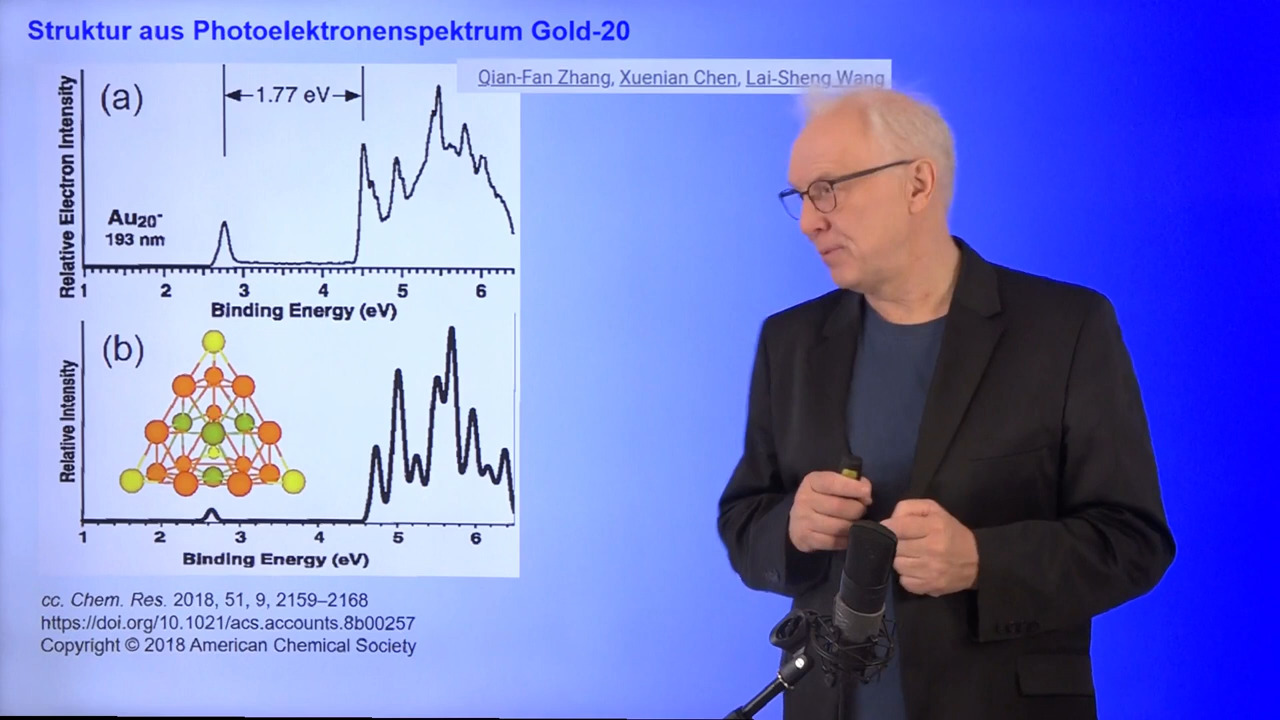 Struktur aus Photoelektronenspektrum Gold-20
Qian-Fan Zhang, Xuenian Chen, Lai-Sheng Wang
Relative Electron Intensity
(a)
1.77 eV
Au20-
193 nm
1 2 3 4 5 6
Binding Energy (eV)
Relative Intensity
(b)
1 2 3 4 5 6
Binding Energy (eV)
cc. Chem. Res. 2018, 51, 9, 2159–2168
https://doi.org/10.1021/acs.accounts.8b00257
Copyright © 2018 American Chemical Society